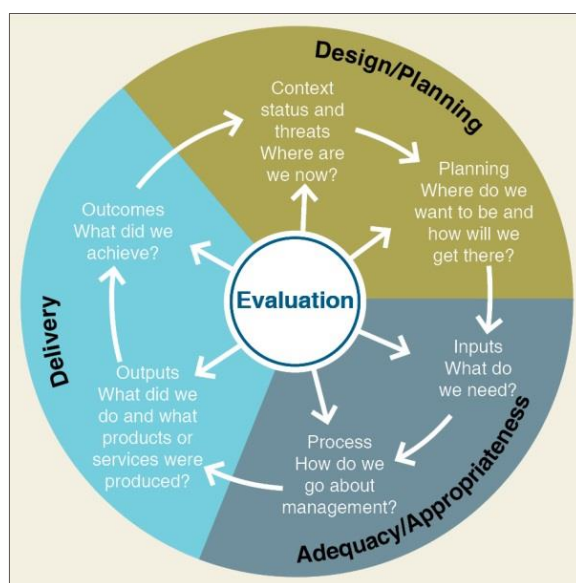 Design/Planning
Context
status and
threats
Where are
we now?
Planning
Where do we
want to be and
how will we
get there?
Inputs
What do
we need?
Adequacy/Appropriateness
Process
How do we
go about
management?
Outputs
What did we
do and what
products or
services were
produced?
Delivery
Outcomes
What did we
achieve?
Evaluation